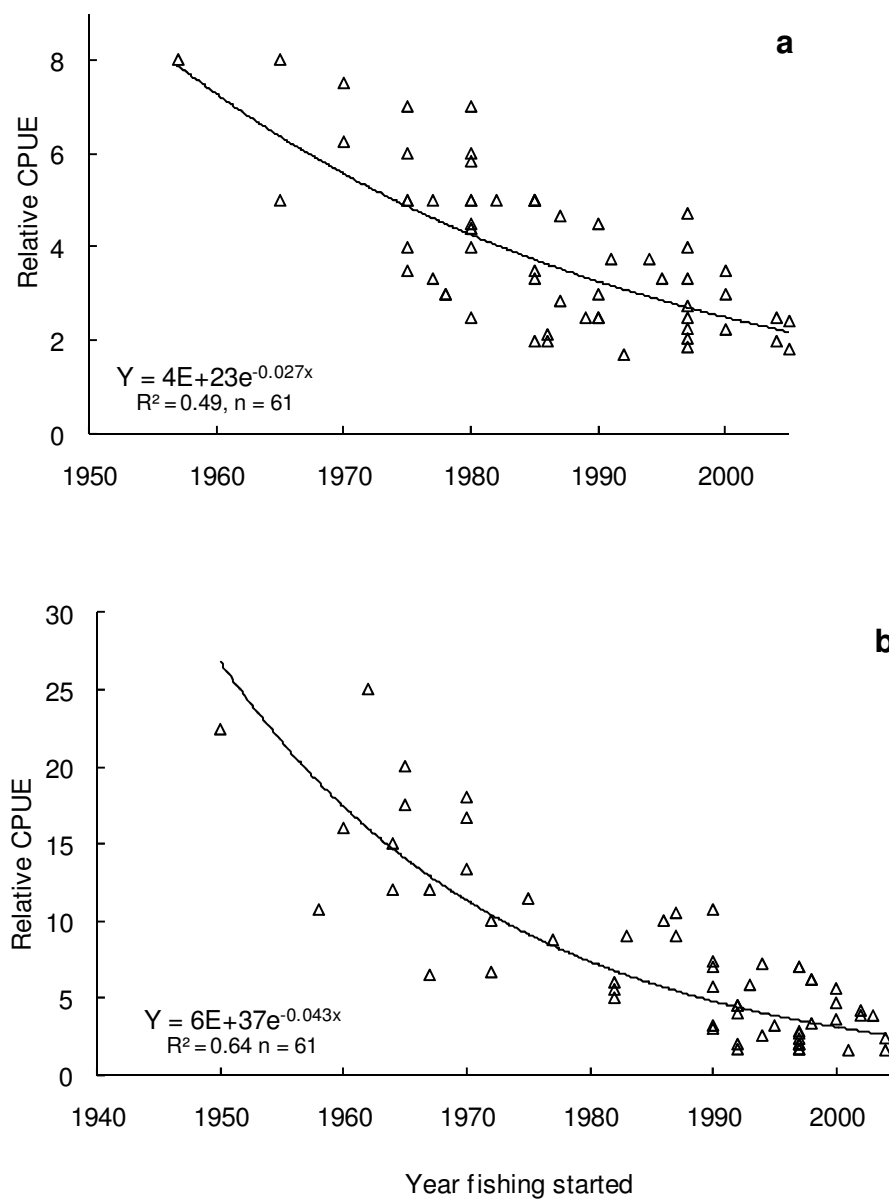 a
8
6
4
2
0
Relative CPUE
Y = 4E+23e-0.027x
R² = 0.49, n = 61
1950 1960 1970 1980 1990 2000
b
30
25
20
15
10
5
0
Relative CPUE
Y = 6E+37e-0.043x
R² = 0.64 n = 61
1940 1950 1960 1970 1980 1990 2000
Year fishing started